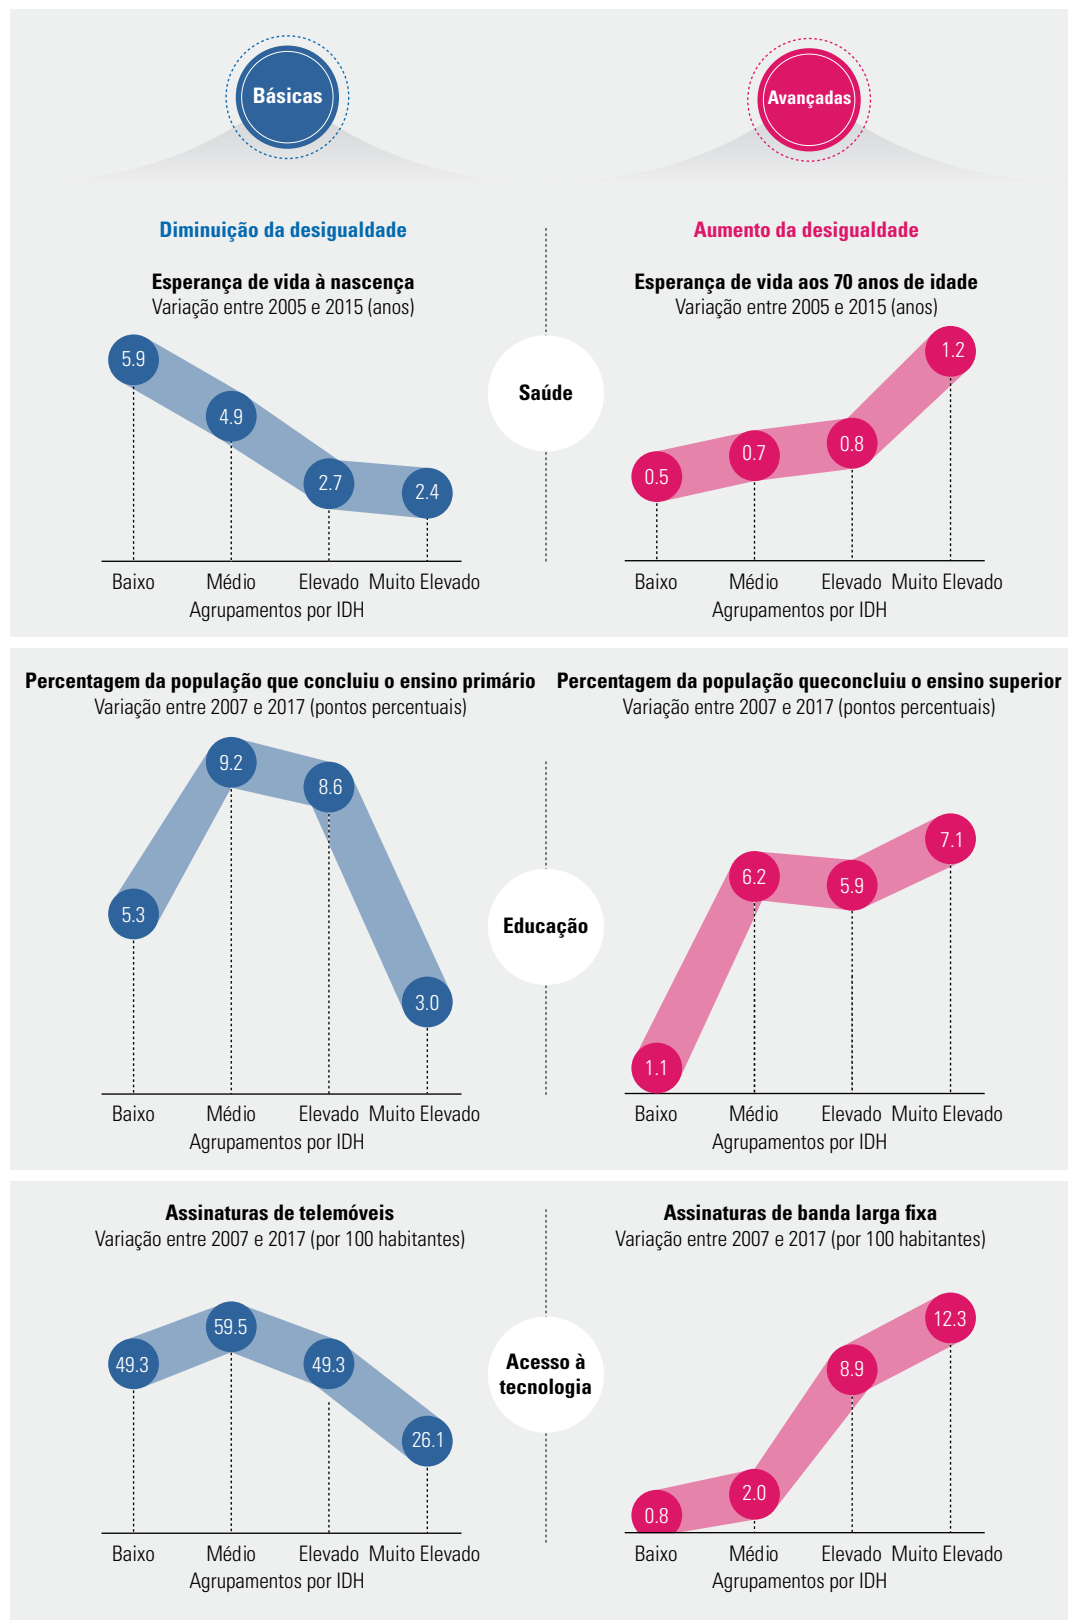 Básicas
Avançadas
Diminuição da desigualdade
Aumento da desigualdade
Esperança de vida à nascença
Variação entre 2005 e 2015 (anos)
5.9
4.9
2.7
2.4
Baixo Médio Elevado Muito Elevado
Agrupamentos por IDH
Saúde
Esperança de vida aos 70 anos de idade
Variação entre 2005 e 2015 (anos)
0.5
0.7
0.8
1.2
Baixo Médio Elevado Muito Elevado
Agrupamentos por IDH
Percentagem da população que concluiu o ensino primário
Variação entre 2007 e 2017 (pontos percentuais)
5.3
9.2
8.6
3.0
Baixo Médio Elevado Muito Elevado
Agrupamentos por IDH
Educação
Percentagem da população queconcluiu o ensino superior
Variação entre 2007 e 2017 (pontos percentuais)
1.1
6.2
5.9
7.1
Baixo Médio Elevado Muito Elevado
Agrupamentos por IDH
Assinaturas de telemóveis
Variação entre 2007 e 2017 (por 100 habitantes)
49.3
59.5
49.3
26.1
Baixo Médio Elevado Muito Elevado
Agrupamentos por IDH
Acesso à
tecnologia
Assinaturas de banda larga fixa
Variação entre 2007 e 2017 (por 100 habitantes)
0.8
2.0
8.9
12.3
Baixo Médio Elevado Muito Elevado
Agrupamentos por IDH